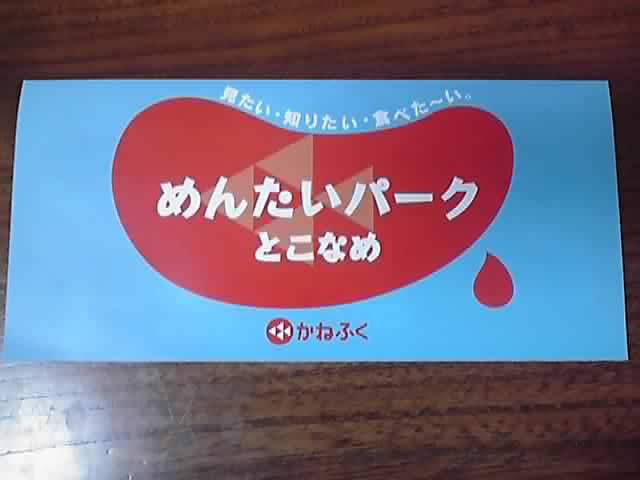 見たい・知りたい・食べた〜い。
めんたいパーク
とこなめ
かねふく